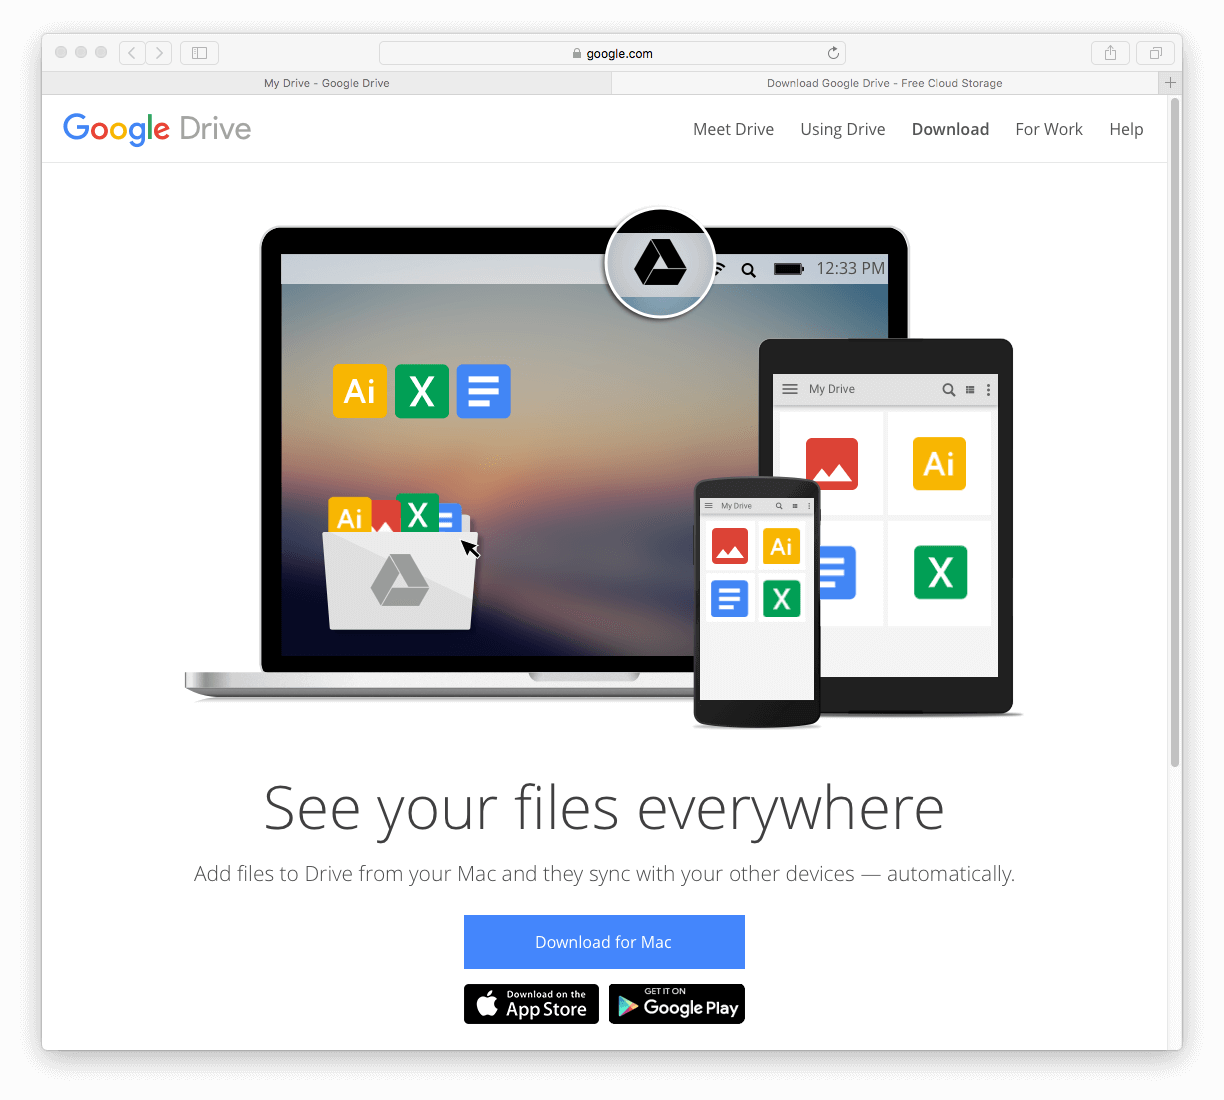 google.com
My Drive - Google Drive
Download Google Drive - Free Cloud Storage
Google Drive
Meet Drive
Using Drive
Download
For Work
Help
12:33 PM
Ai X
My Drive
Ai
Ai X
My Drive
Ai
X
X
See your files everywhere
Add files to Drive from your Mac and they sync with your other devices — automatically.
Download for Mac
Download on the
App Store
GET IT ON
Google Play